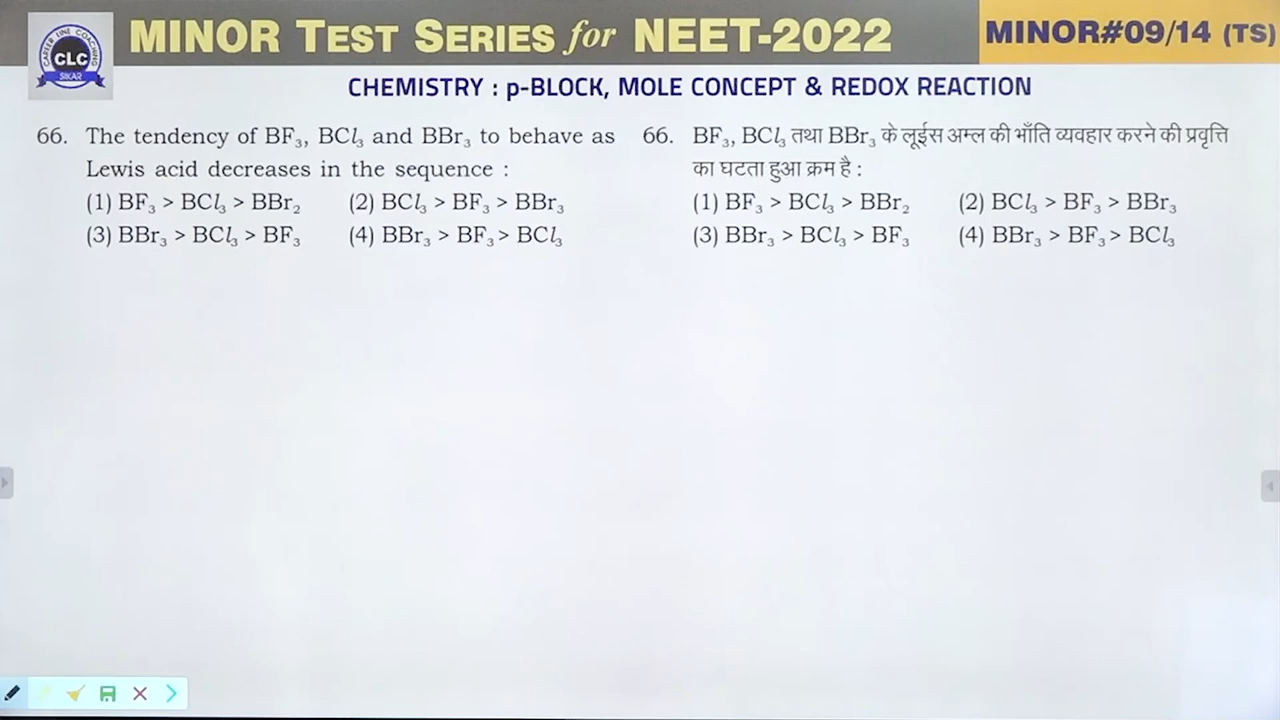 CAREER LINE COACHING
CLC
SIKAR
MINOR TEST SERIES for NEET-2022
MINOR#09/14 (TS)
CHEMISTRY : p-BLOCK, MOLE CONCEPT & REDOX REACTION
66. The tendency of BF₃, BCl₃ and BBr₃ to behave as
Lewis acid decreases in the sequence :
(1) BF₃ > BCl₃ > BBr₂ (2) BCl₃ > BF₃ > BBr₃
(3) BBr₃ > BCl₃ > BF₃ (4) BBr₃ > BF₃ > BCl₃
66. BF₃, BCl₃ तथा BBr₃ के लूईस अम्ल की भाँति व्यवहार करने की प्रवृत्ति
का घटता हुआ क्रम है :
(1) BF₃ > BCl₃ > BBr₂ (2) BCl₃ > BF₃ > BBr₃
(3) BBr₃ > BCl₃ > BF₃ (4) BBr₃ > BF₃ > BCl₃